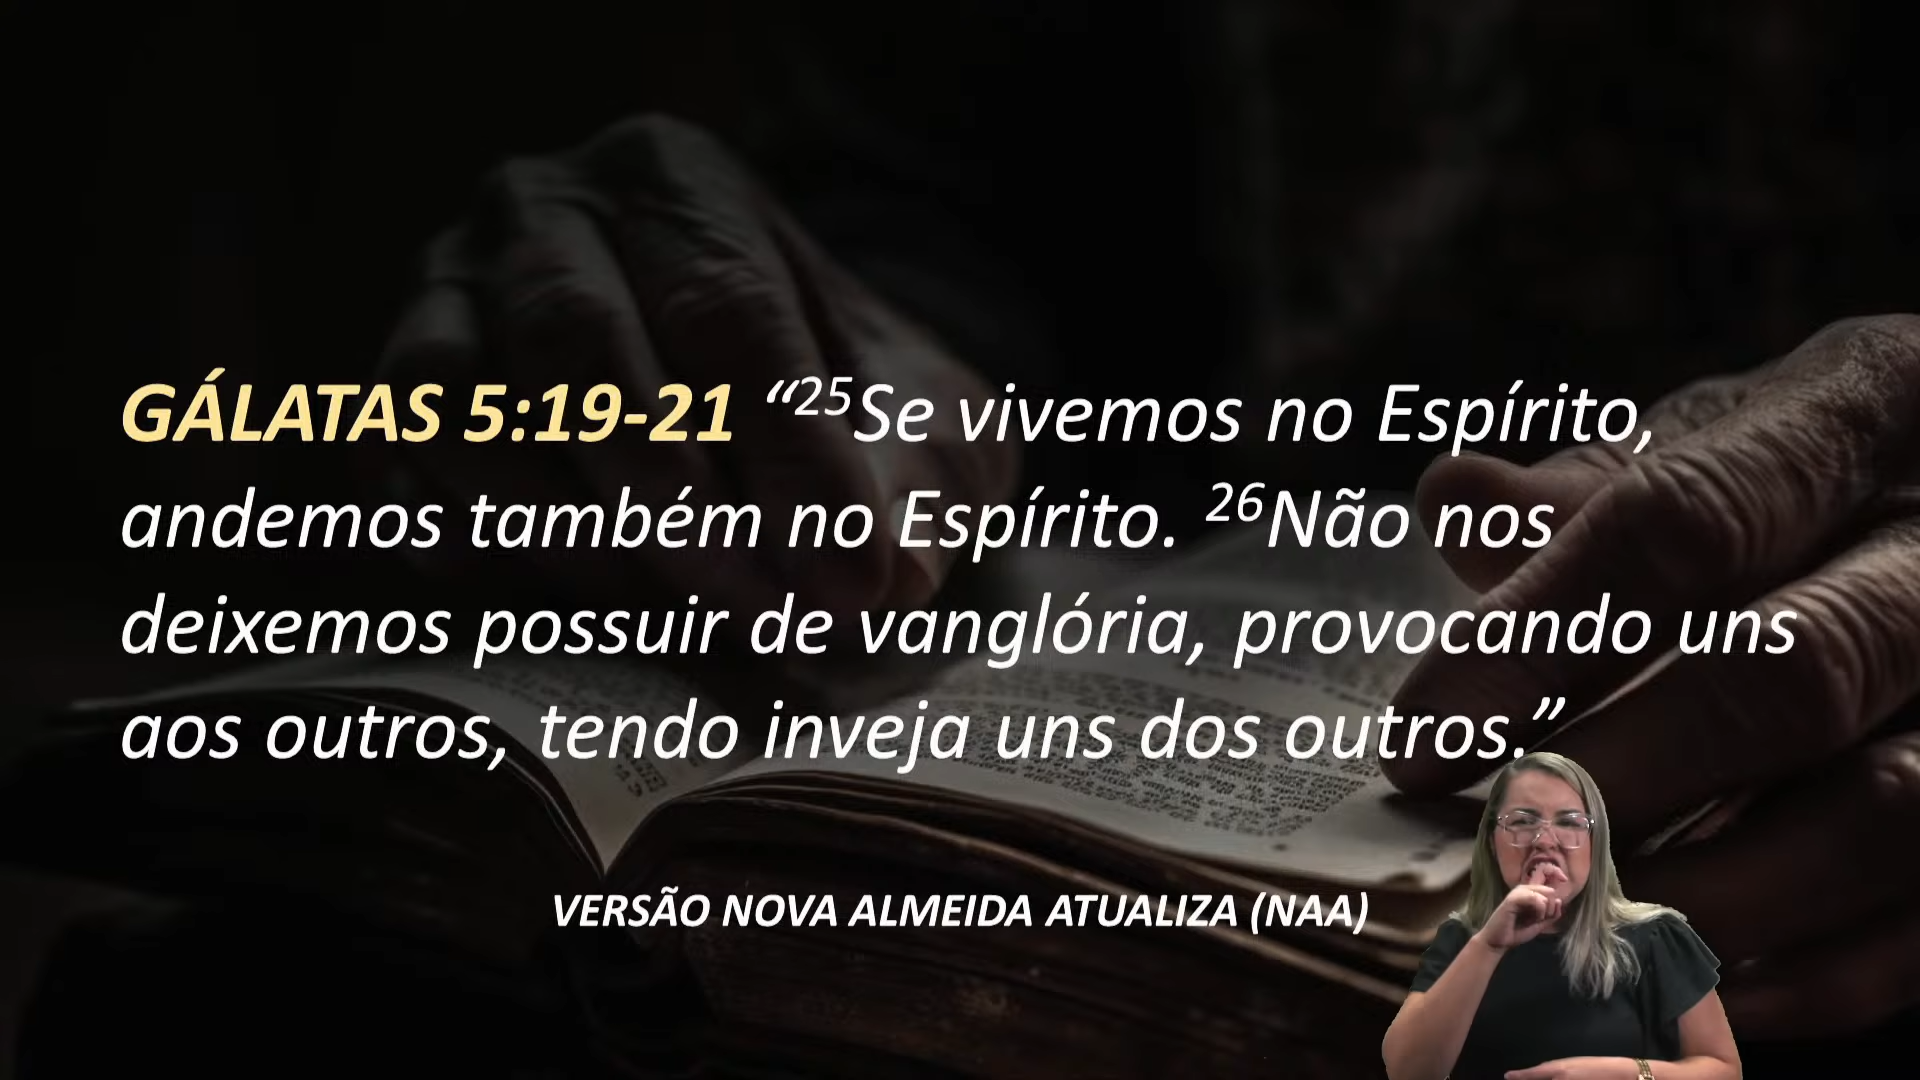 GÁLATAS 5:19-21 “²⁵Se vivemos no Espírito,
andemos também no Espírito. ²⁶Não nos
deixemos possuir de vanglória, provocando uns
aos outros, tendo inveja uns dos outros.”
VERSÃO NOVA ALMEIDA ATUALIZA (NAA)